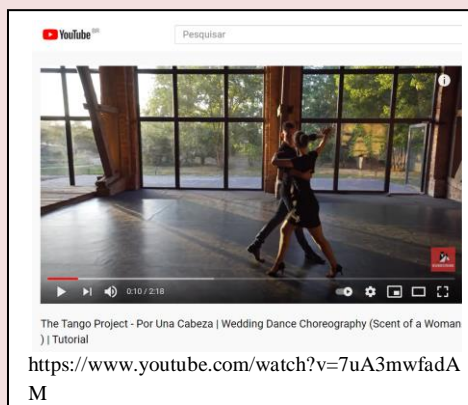 YouTube BR
Pesquisar
0:10 / 2:18
The Tango Project - Por Una Cabeza | Wedding Dance Choreography (Scent of a Woman
) | Tutorial
https://www.youtube.com/watch?v=7uA3mwfadA
M